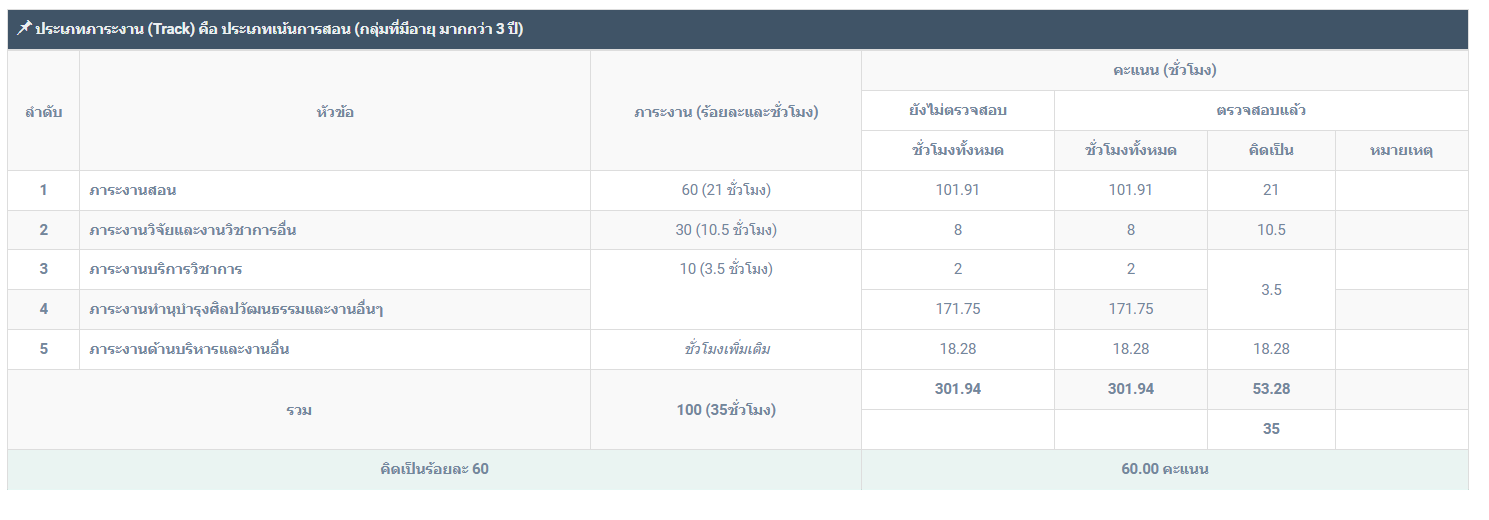 ประเภทภาระงาน (Track) คือ ประเภทเน้นการสอน (กลุ่มที่มีอายุ มากกว่า 3 ปี)
ลำดับ หัวข้อ ภาระงาน (ร้อยละและชั่วโมง) คะแนน (ชั่วโมง)
ยังไม่ตรวจสอบ ตรวจสอบแล้ว
ชั่วโมงทั้งหมด ชั่วโมงทั้งหมด คิดเป็น หมายเหตุ
1 ภาระงานสอน 60 (21 ชั่วโมง) 101.91 101.91 21
2 ภาระงานวิจัยและงานวิชาการอื่น 30 (10.5 ชั่วโมง) 8 8 10.5
3 ภาระงานบริการวิชาการ 10 (3.5 ชั่วโมง) 2 2 3.5
4 ภาระงานทำนุบำรุงศิลปวัฒนธรรมและงานอื่นๆ 171.75 171.75
5 ภาระงานด้านบริหารและงานอื่น ชั่วโมงเพิ่มเติม 18.28 18.28 18.28
รวม 100 (35ชั่วโมง) 301.94 301.94 53.28
35
คิดเป็นร้อยละ 60 60.00 คะแนน